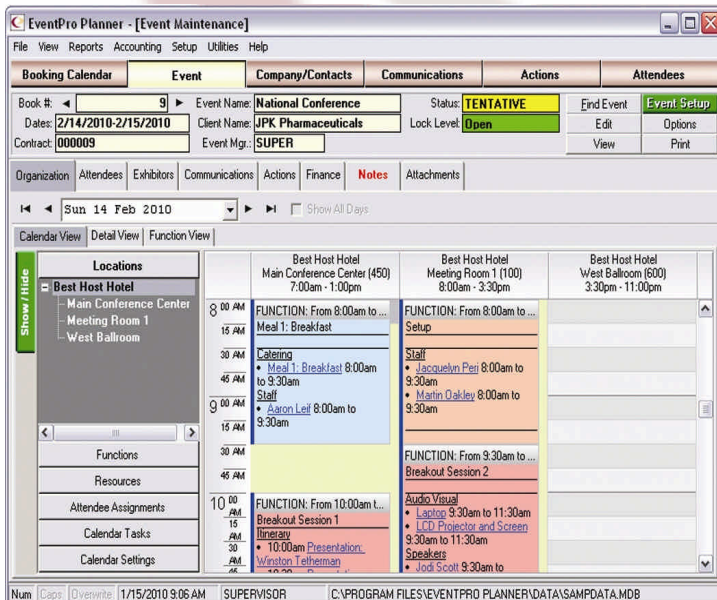 EventPro Planner - [Event Maintenance]
File View Reports Accounting Setup Utilities Help
Booking Calendar Event Company/Contacts Communications Actions Attendees
Book #: 9 Event Name: National Conference Status: TENTATIVE Find Event Event Setup
Dates: 2/14/2010-2/15/2010 Client Name: JPK Pharmaceuticals Lock Level: Open Edit Options
Contract: 000009 Event Mgr.: SUPER View Print
Organization Attendees Exhibitors Communications Actions Finance Notes Attachments
Sun 14 Feb 2010 Show All Days
Calendar View Detail View Function View
Show / Hide
Locations
Best Host Hotel
Main Conference Center
Meeting Room 1
West Ballroom
Functions
Resources
Attendee Assignments
Calendar Tasks
Calendar Settings
Best Host Hotel
Main Conference Center (450)
7:00am - 1:00pm
Best Host Hotel
Meeting Room 1 (100)
8:00am - 3:30pm
Best Host Hotel
West Ballroom (600)
3:30pm - 11:00pm
8 00 AM
15 AM
30 AM
45 AM
9 00 AM
15 AM
30 AM
45 AM
10 00 AM
15 AM
30 AM
45
FUNCTION: From 8:00am to ...
Meal 1: Breakfast
Catering
• Meal 1: Breakfast 8:00am
to 9:30am
Staff
• Aaron Leif 8:00am to
9:30am
FUNCTION: From 10:00am t...
Breakout Session 1
Itinerary
• 10:00am Presentation:
Winston Tetherman
FUNCTION: From 8:00am to ...
Setup
Staff
• Jacquelyn Peri 8:00am to
9:30am
• Martin Oakley 8:00am to
9:30am
FUNCTION: From 9:30am to ...
Breakout Session 2
Audio Visual
• Laptop 9:30am to 11:30am
• LCD Projector and Screen
9:30am to 11:30am
Speakers
• Jodi Scott 9:30am to
Num Caps Overwrite 1/15/2010 9:06 AM SUPERVISOR C:\PROGRAM FILES\EVENTPRO PLANNER\DATA\SAMPDATA.MDB